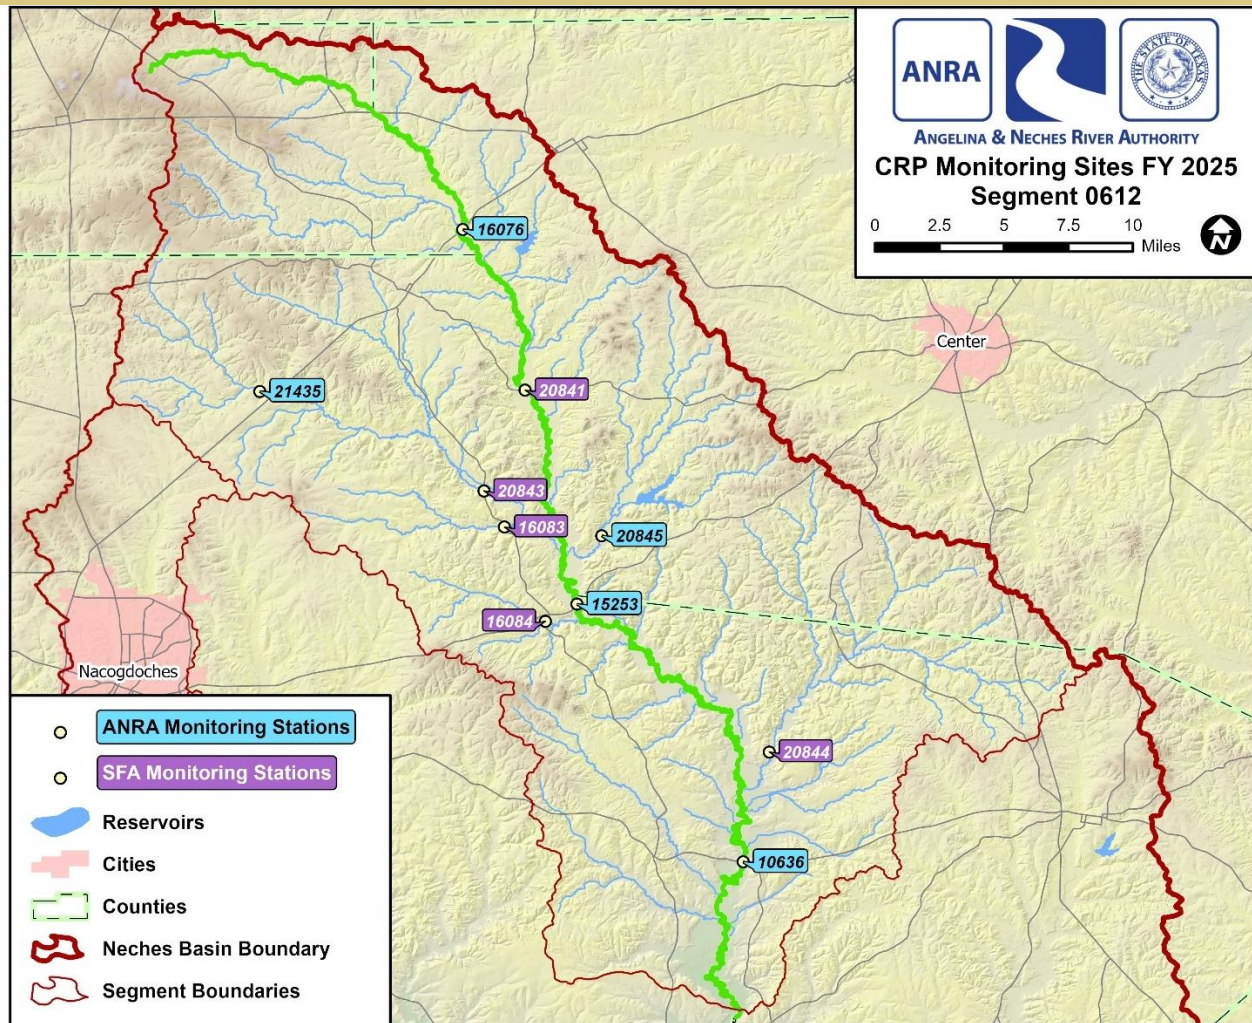 ANRA
THE STATE OF TEXAS
ANGELINA & NECHES RIVER AUTHORITY
CRP Monitoring Sites FY 2025
Segment 0612
0 2.5 5 7.5 10
Miles
N
16076
Center
21435
20841
20843
16083
20845
15253
16084
Nacogdoches
20844
10636
ANRA Monitoring Stations
SFA Monitoring Stations
Reservoirs
Cities
Counties
Neches Basin Boundary
Segment Boundaries